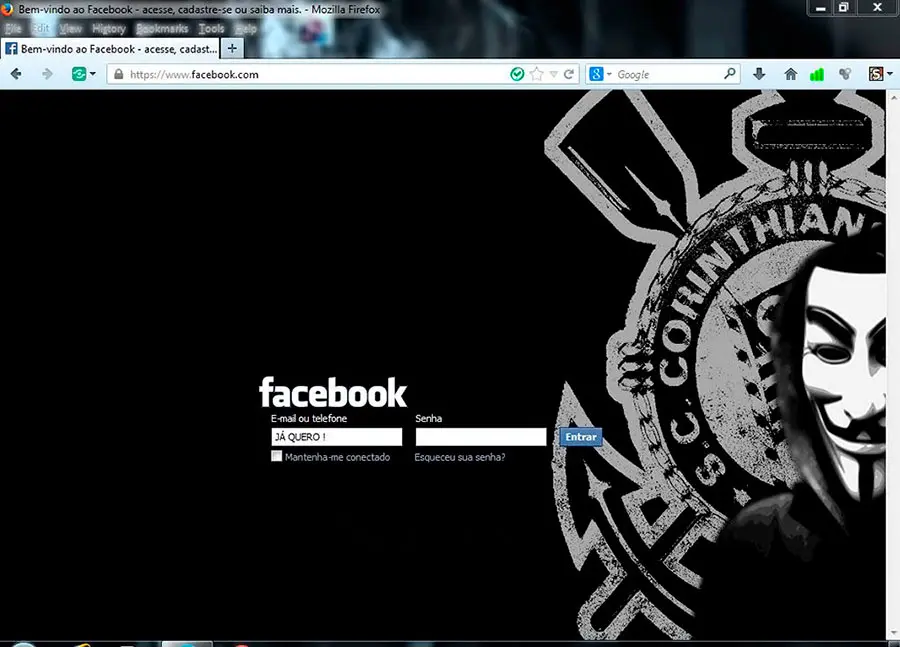 Bem-vindo ao Facebook - acesse, cadastre-se ou saiba mais. - Mozilla Firefox
File Edit View History Bookmarks Tools Help
Bem-vindo ao Facebook - acesse, cadast... +
https://www.facebook.com
8 Google
S
S.C. CORINTHIAN
facebook
E-mail ou telefone Senha
JÁ QUERO ! Entrar
Mantenha-me conectado Esqueceu sua senha?